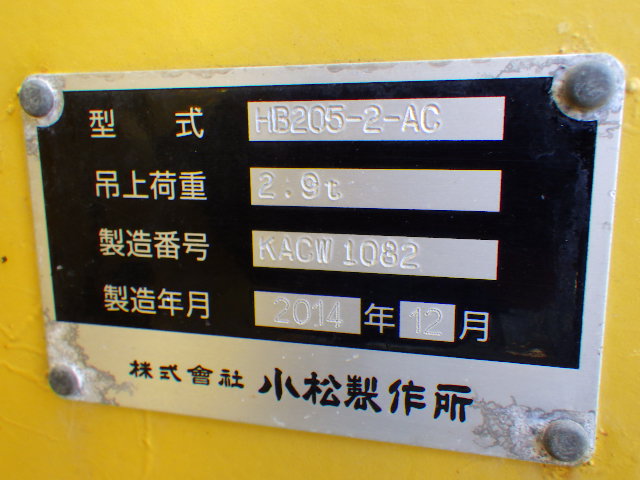 型 式 HB205-2-AC
吊上荷重 2.9t
製造番号 KACW1082
製造年月 2014 年 12 月
株式會社 小松製作所